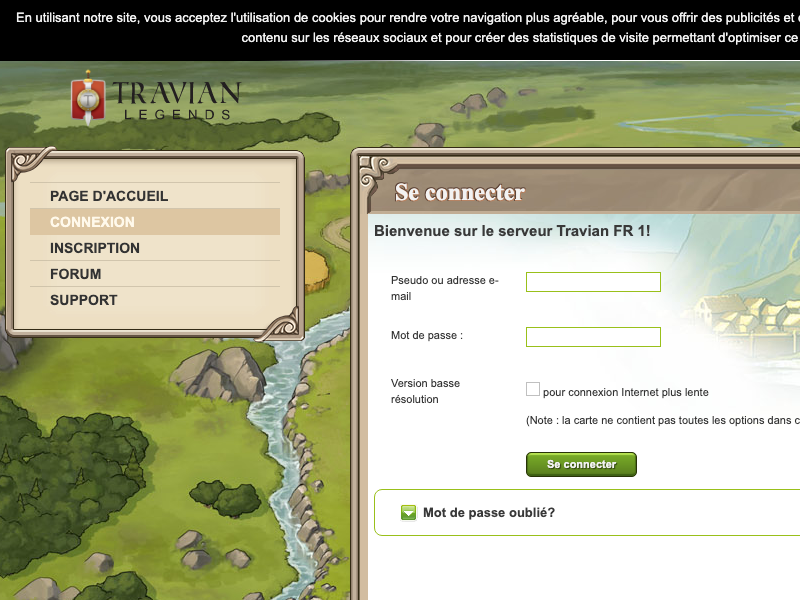 En utilisant notre site, vous acceptez l'utilisation de cookies pour rendre votre navigation plus agréable, pour vous offrir des publicités et
contenu sur les réseaux sociaux et pour créer des statistiques de visite permettant d'optimiser ce
TRAVIAN
LEGENDS
PAGE D'ACCUEIL
CONNEXION
INSCRIPTION
FORUM
SUPPORT
Se connecter
Bienvenue sur le serveur Travian FR 1!
Pseudo ou adresse e-
mail
Mot de passe :
Version basse
résolution
pour connexion Internet plus lente
(Note : la carte ne contient pas toutes les options dans c
Se connecter
Mot de passe oublié?